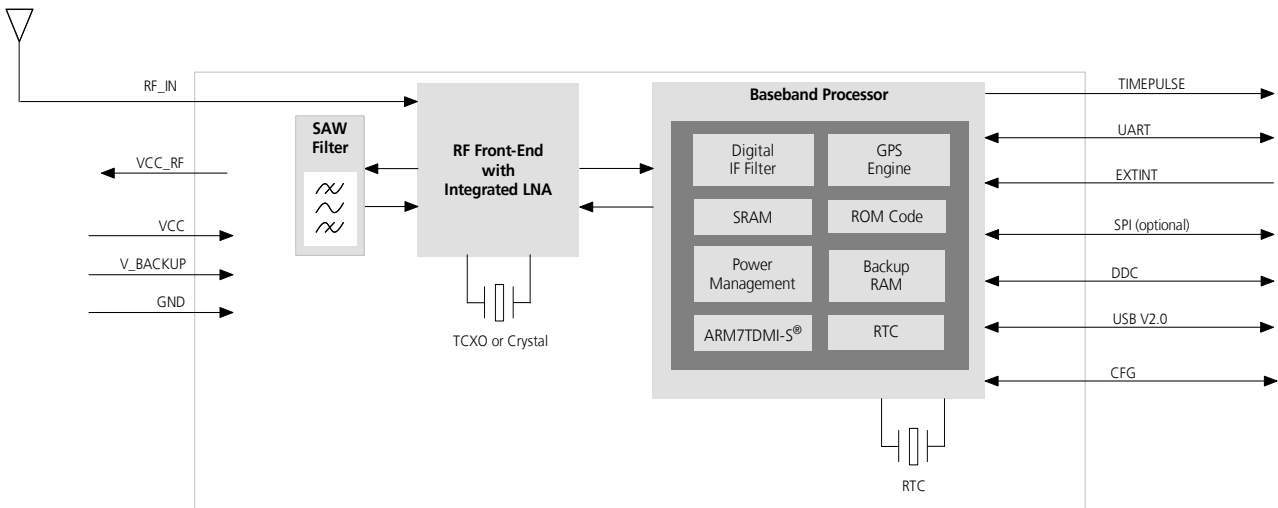 RF_IN
VCC_RF
VCC
V_BACKUP
GND
SAW
Filter
RF Front-End
with
Integrated LNA
TCXO or Crystal
Baseband Processor
Digital
IF Filter
GPS
Engine
SRAM
ROM Code
Power
Management
Backup
RAM
ARM7TDMI-S®
RTC
RTC
TIMEPULSE
UART
EXTINT
SPI (optional)
DDC
USB V2.0
CFG